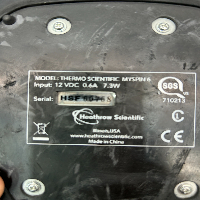 MODEL: THERMO SCIENTIFIC MYSPIN 6
Input: 12 VDC 0.6A 7.3W
Serial: HSF
SGS
710213
Heathrow Scientific
Illinois, USA
heathrowscientific.com
Made in China